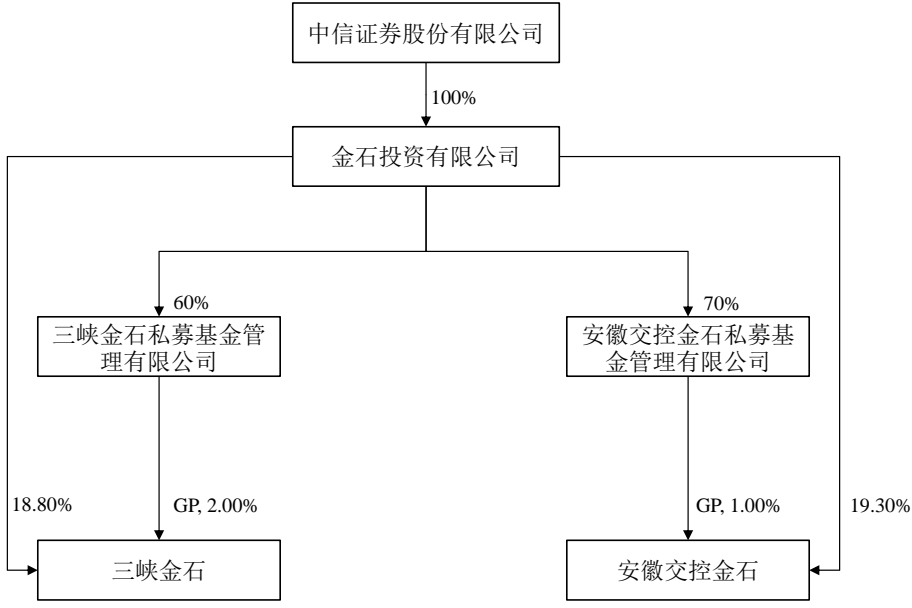 中信证券股份有限公司
100%
金石投资有限公司
60%
70%
三峡金石私募基金管
理有限公司
安徽交控金石私募基
金管理有限公司
18.80%
GP, 2.00%
GP, 1.00%
19.30%
三峡金石
安徽交控金石